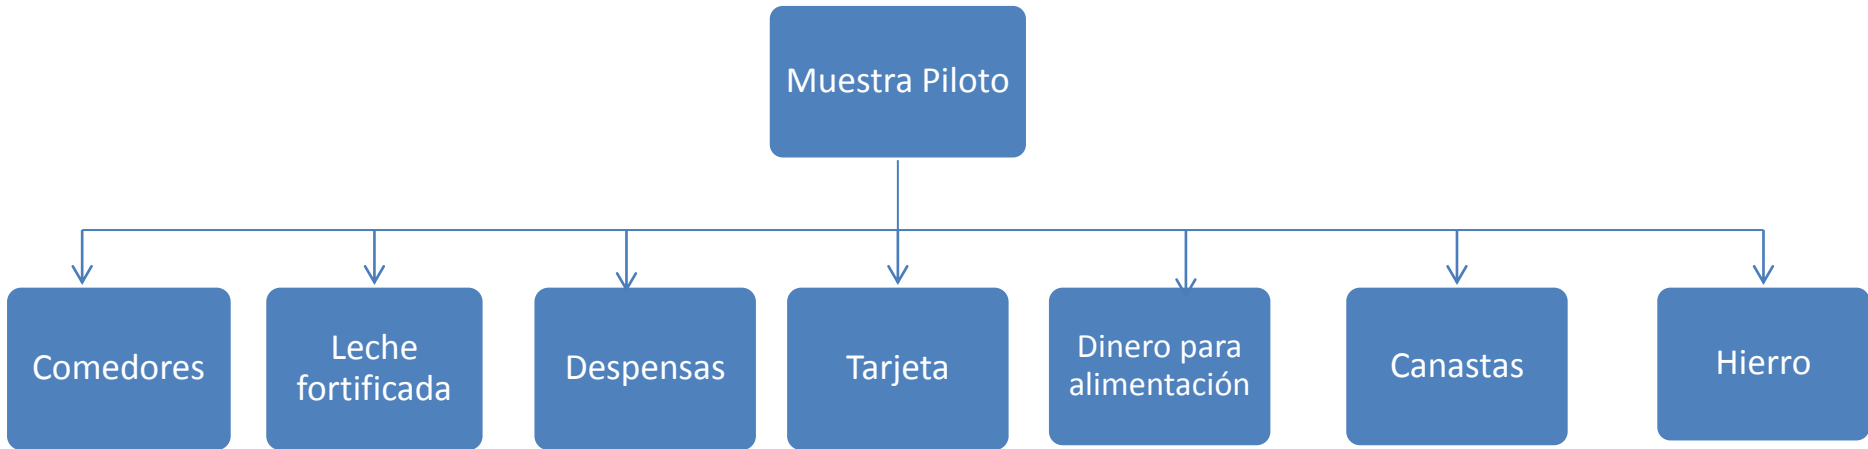 Muestra Piloto
Comedores
Leche
fortificada
Despensas
Tarjeta
Dinero para
alimentación
Canastas
Hierro